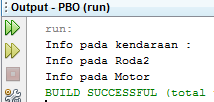 Output - PBO (run)
run:
Info pada kendaraan :
Info pada Roda2
Info pada Motor
BUILD SUCCESSFUL (total